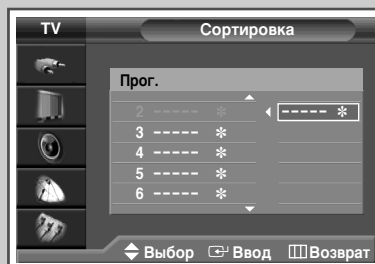 TV Сортировка
Прог.
2 ----- ✻ ----- ✻
3 ----- ✻
4 ----- ✻
5 ----- ✻
6 ----- ✻
Выбор Ввод Возврат